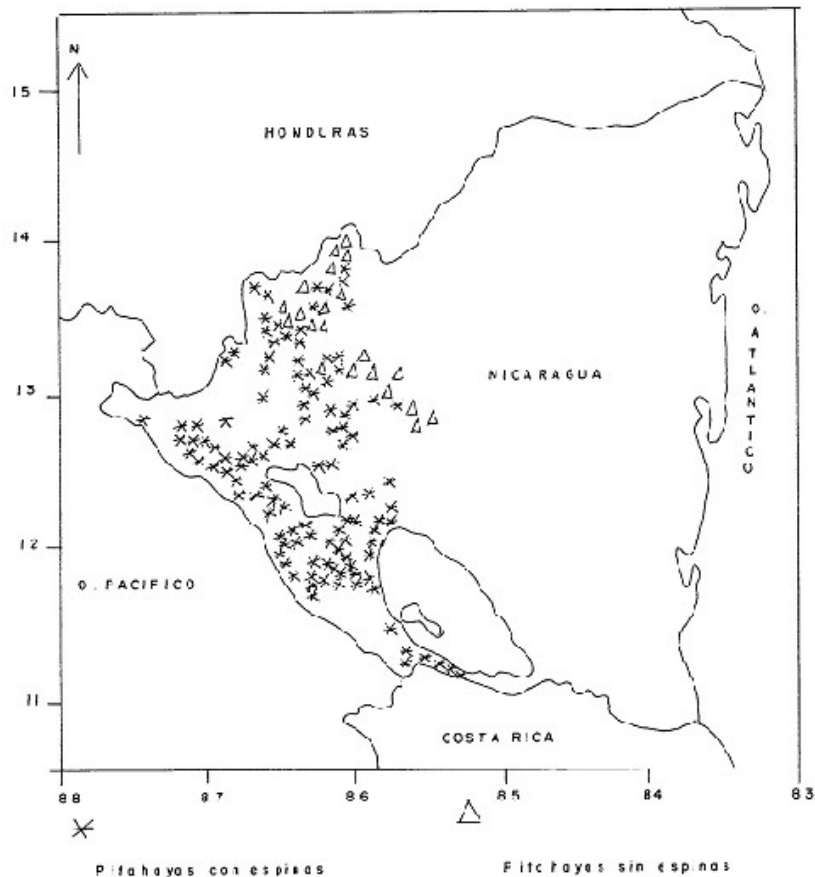 N
15
HONDURAS
14
O. ATLANTICO
13
NICARAGUA
12
O. PACIFICO
11
COSTA RICA
88 87 86 85 84 83
Pitahayas con espinas
Pitahayas sin espinas